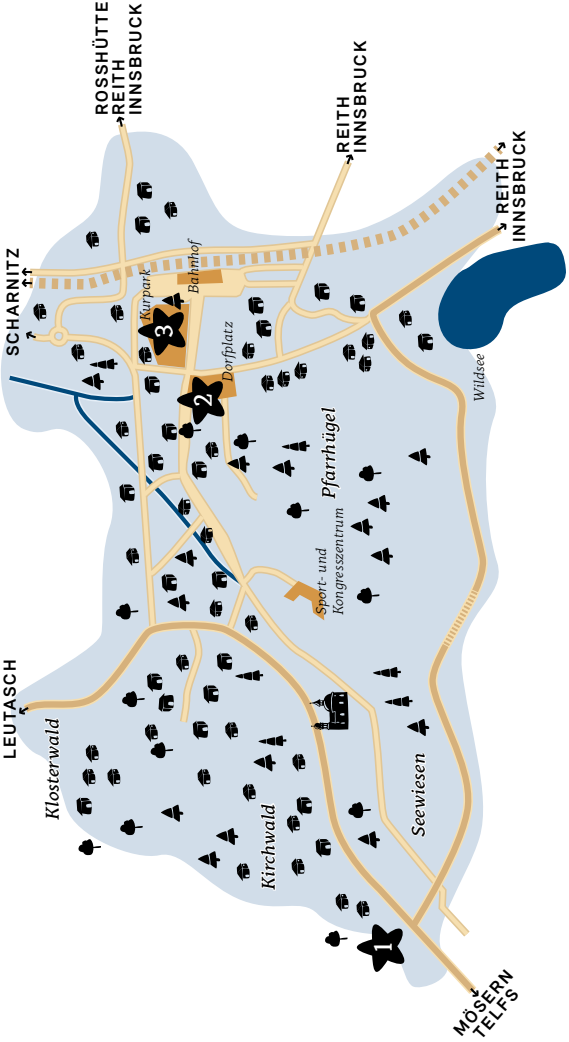 ROSSHÜTTE
REITH
INNSBRUCK
REITH
INNSBRUCK
REITH
INNSBRUCK
SCHARNITZ
Kurpark
Bahnhof
3
Dorfplatz
2
Wildsee
Pfarrhügel
Sport- und
Kongresszentrum
LEUTASCH
Klosterwald
Kirchwald
Seewiesen
1
MÖSERN
TELFS